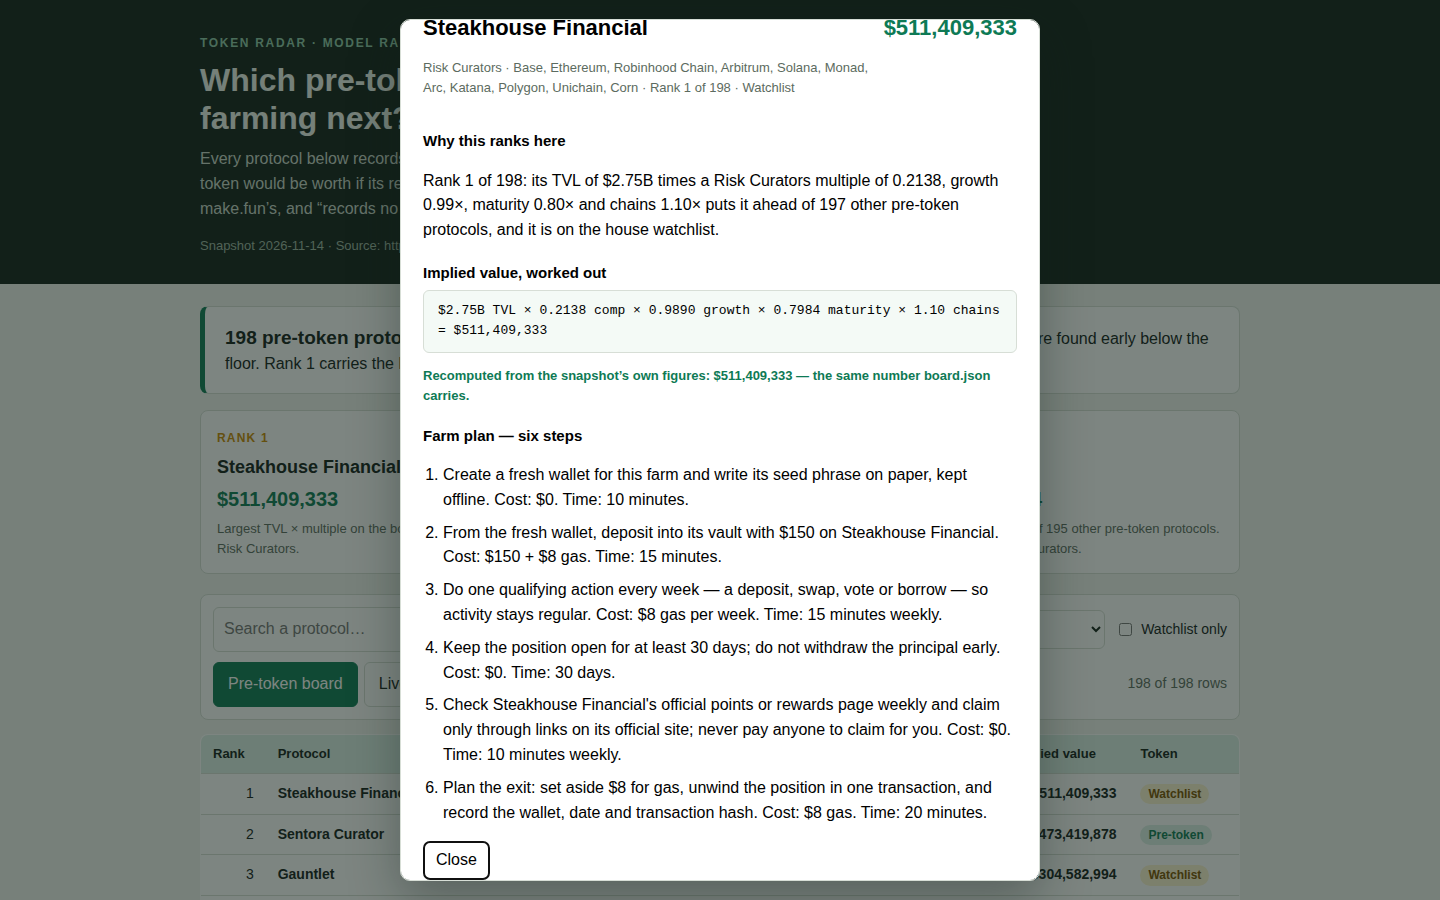 TOKEN RADAR · MODEL RA
Which pre-tol
farming next?
Every protocol below records
token would be worth if its re
make.fun’s, and “records no
Snapshot 2026-11-14 · Source: htt
Steakhouse Financial
$511,409,333
Risk Curators · Base, Ethereum, Robinhood Chain, Arbitrum, Solana, Monad,
Arc, Katana, Polygon, Unichain, Corn · Rank 1 of 198 · Watchlist
Why this ranks here
Rank 1 of 198: its TVL of $2.75B times a Risk Curators multiple of 0.2138, growth
0.99×, maturity 0.80× and chains 1.10× puts it ahead of 197 other pre-token
protocols, and it is on the house watchlist.
Implied value, worked out
$2.75B TVL × 0.2138 comp × 0.9890 growth × 0.7984 maturity × 1.10 chains
= $511,409,333
Recomputed from the snapshot’s own figures: $511,409,333 — the same number board.json
carries.
Farm plan — six steps
1. Create a fresh wallet for this farm and write its seed phrase on paper, kept
offline. Cost: $0. Time: 10 minutes.
2. From the fresh wallet, deposit into its vault with $150 on Steakhouse Financial.
Cost: $150 + $8 gas. Time: 15 minutes.
3. Do one qualifying action every week — a deposit, swap, vote or borrow — so
activity stays regular. Cost: $8 gas per week. Time: 15 minutes weekly.
4. Keep the position open for at least 30 days; do not withdraw the principal early.
Cost: $0. Time: 30 days.
5. Check Steakhouse Financial's official points or rewards page weekly and claim
only through links on its official site; never pay anyone to claim for you. Cost: $0.
Time: 10 minutes weekly.
6. Plan the exit: set aside $8 for gas, unwind the position in one transaction, and
record the wallet, date and transaction hash. Cost: $8 gas. Time: 20 minutes.
Close
198 pre-token proto
re found early below the
floor. Rank 1 carries the
RANK 1
Steakhouse Financial
$511,409,333
Largest TVL × multiple on the bo
Risk Curators.
f 195 other pre-token protocols.
urators.
Search a protocol…
Watchlist only
Pre-token board
Liv
198 of 198 rows
Rank Protocol
ied value Token
1 Steakhouse Financ
511,409,333 Watchlist
2 Sentora Curator
473,419,878 Pre-token
3 Gauntlet
304,582,994 Watchlist